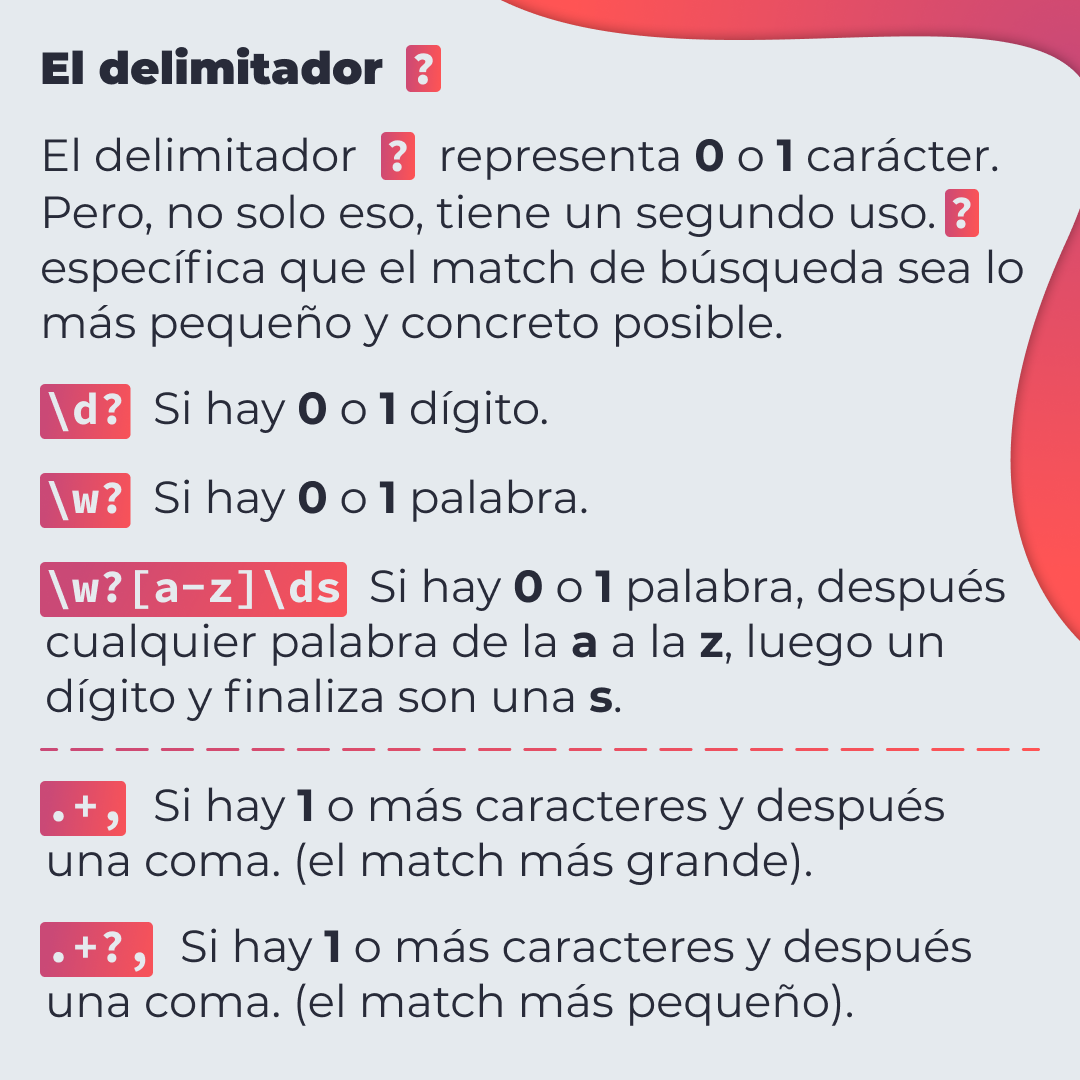 El delimitador ?
El delimitador ? representa 0 o 1 carácter.
Pero, no solo eso, tiene un segundo uso. ?
específica que el match de búsqueda sea lo
más pequeño y concreto posible.
\d? Si hay 0 o 1 dígito.
\w? Si hay 0 o 1 palabra.
\w?[a-z]\ds Si hay 0 o 1 palabra, después
cualquier palabra de la a a la z, luego un
dígito y finaliza son una s.
.+, Si hay 1 o más caracteres y después
una coma. (el match más grande).
.+?, Si hay 1 o más caracteres y después
una coma. (el match más pequeño).